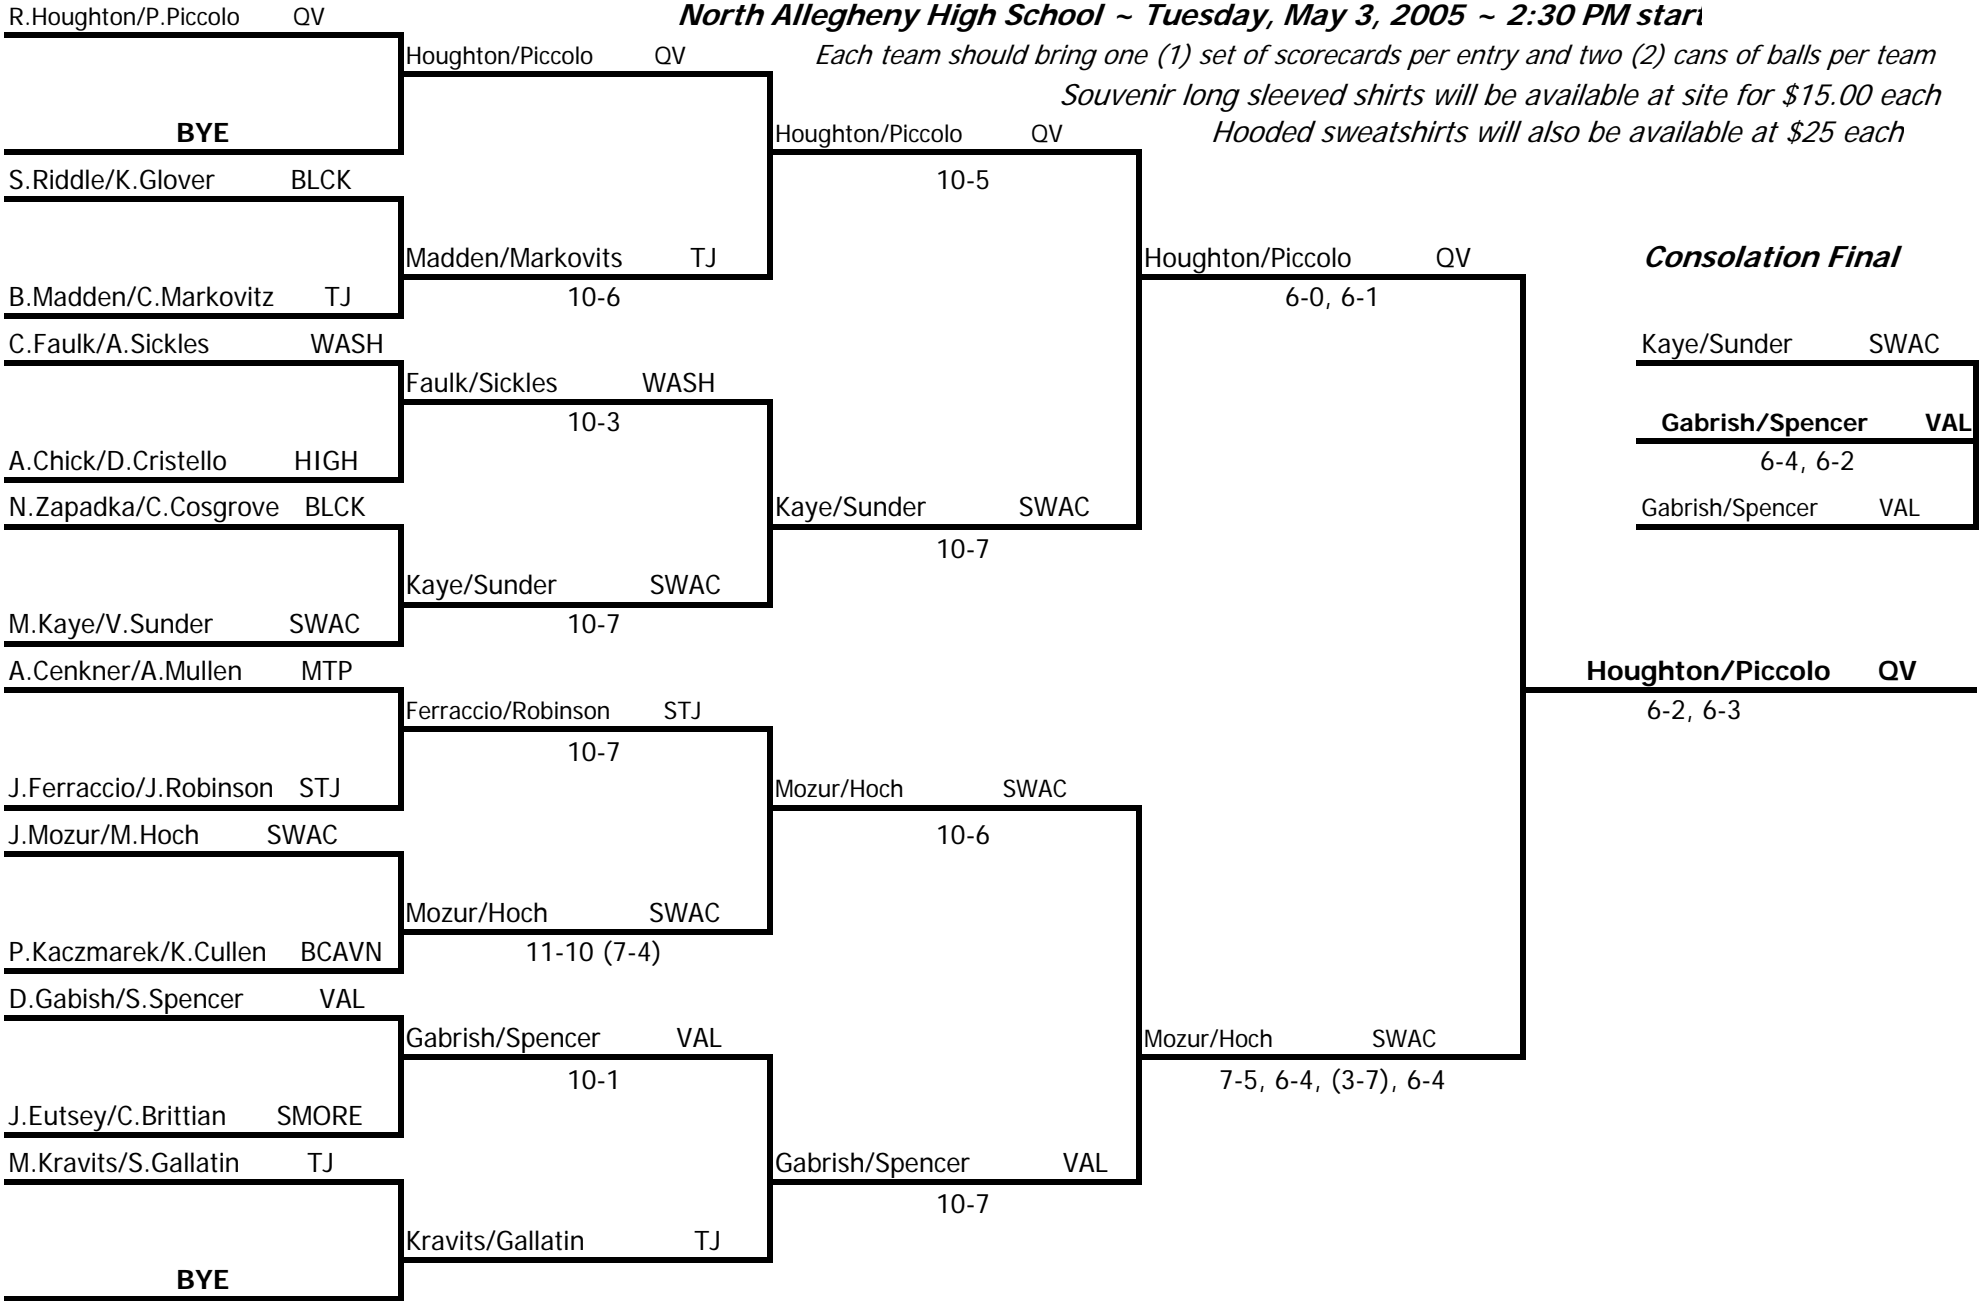 R.Houghton/P.Piccolo QV
North Allegheny High School ~ Tuesday, May 3, 2005 ~ 2:30 PM start
Houghton/Piccolo QV
Each team should bring one (1) set of scorecards per entry and two (2) cans of balls per team
Souvenir long sleeved shirts will be available at site for $15.00 each
BYE
Houghton/Piccolo QV
Hooded sweatshirts will also be available at $25 each
S.Riddle/K.Glover BLCK
10-5
Madden/Markovits TJ
Houghton/Piccolo QV
Consolation Final
B.Madden/C.Markovitz TJ
10-6
6-0, 6-1
C.Faulk/A.Sickles WASH
Kaye/Sunder SWAC
Faulk/Sickles WASH
10-3
Gabrish/Spencer VAL
A.Chick/D.Cristello HIGH
6-4, 6-2
N.Zapadka/C.Cosgrove BLCK
Kaye/Sunder SWAC
Gabrish/Spencer VAL
10-7
Kaye/Sunder SWAC
M.Kaye/V.Sunder SWAC
10-7
A.Cenkner/A.Mullen MTP
Houghton/Piccolo QV
Ferraccio/Robinson STJ
6-2, 6-3
10-7
J.Ferraccio/J.Robinson STJ
Mozur/Hoch SWAC
J.Mozur/M.Hoch SWAC
10-6
Mozur/Hoch SWAC
P.Kaczmarek/K.Cullen BCAVN
11-10 (7-4)
D.Gabish/S.Spencer VAL
Gabrish/Spencer VAL
Mozur/Hoch SWAC
10-1
7-5, 6-4, (3-7), 6-4
J.Eutsey/C.Brittian SMORE
M.Kravits/S.Gallatin TJ
Gabrish/Spencer VAL
10-7
Kravits/Gallatin TJ
BYE